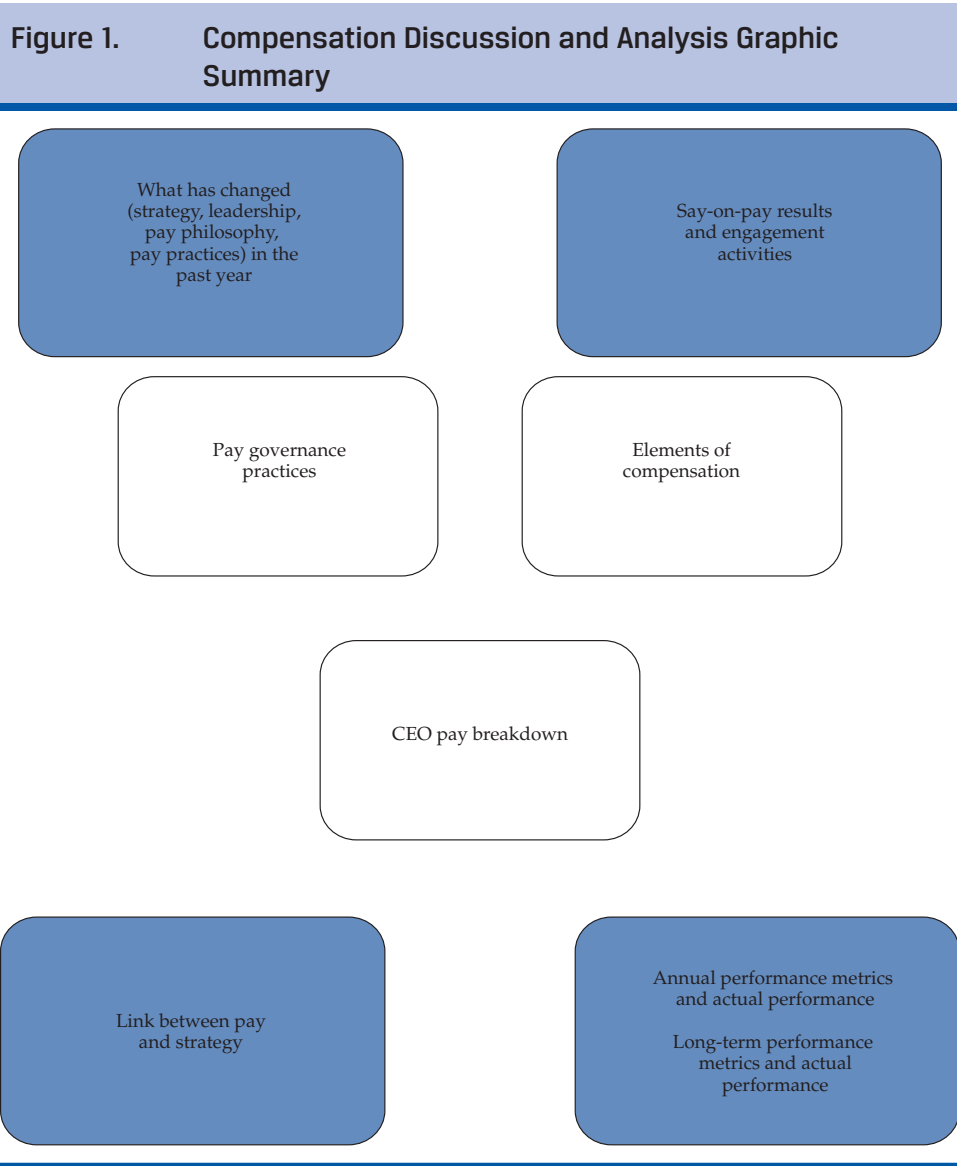 Figure 1. Compensation Discussion and Analysis Graphic
Summary
What has changed
(strategy, leadership,
pay philosophy,
pay practices) in the
past year
Say-on-pay results
and engagement
activities
Pay governance
practices
Elements of
compensation
CEO pay breakdown
Link between pay
and strategy
Annual performance metrics
and actual performance
Long-term performance
metrics and actual
performance